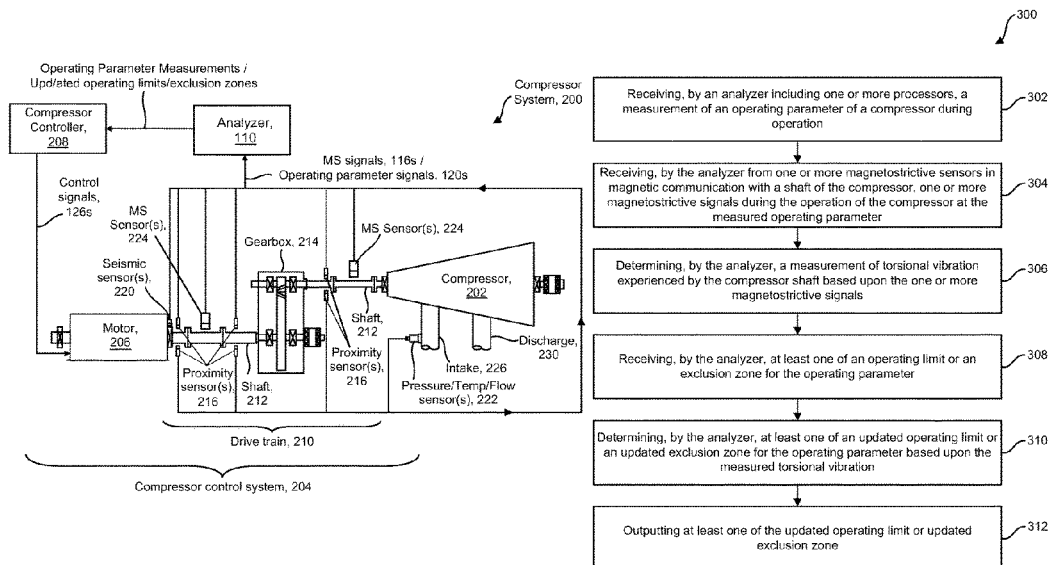 Operating Parameter Measurements /
Upd/ated operating limits/exclusion zones
Compressor
Controller,
208
Analyzer,
110
Compressor
System, 200
MS signals, 116s /
Operating parameter signals, 120s
Control
signals,
126s
MS
Sensor(s),
224
Seismic
sensor(s),
220
Gearbox, 214
MS Sensor(s), 224
Motor,
206
Compressor,
202
Shaft,
212
Proximity
sensor(s),
216
Shaft,
212
Proximity
sensor(s),
216
Discharge,
230
Intake, 226
Pressure/Temp/Flow
sensor(s), 222
Drive train, 210
Compressor control system, 204
300
Receiving, by an analyzer including one or more processors, a
measurement of an operating parameter of a compressor during
operation
302
Receiving, by the analyzer from one or more magnetostrictive sensors in
magnetic communication with a shaft of the compressor, one or more
magnetostrictive signals during the operation of the compressor at the
measured operating parameter
304
Determining, by the analyzer, a measurement of torsional vibration
experienced by the compressor shaft based upon the one or more
magnetostrictive signals
306
Receiving, by the analyzer, at least one of an operating limit or an
exclusion zone for the operating parameter
308
Determining, by the analyzer, at least one of an updated operating limit or
an updated exclusion zone for the operating parameter based upon the
measured torsional vibration
310
Outputting at least one of the updated operating limit or updated
exclusion zone
312